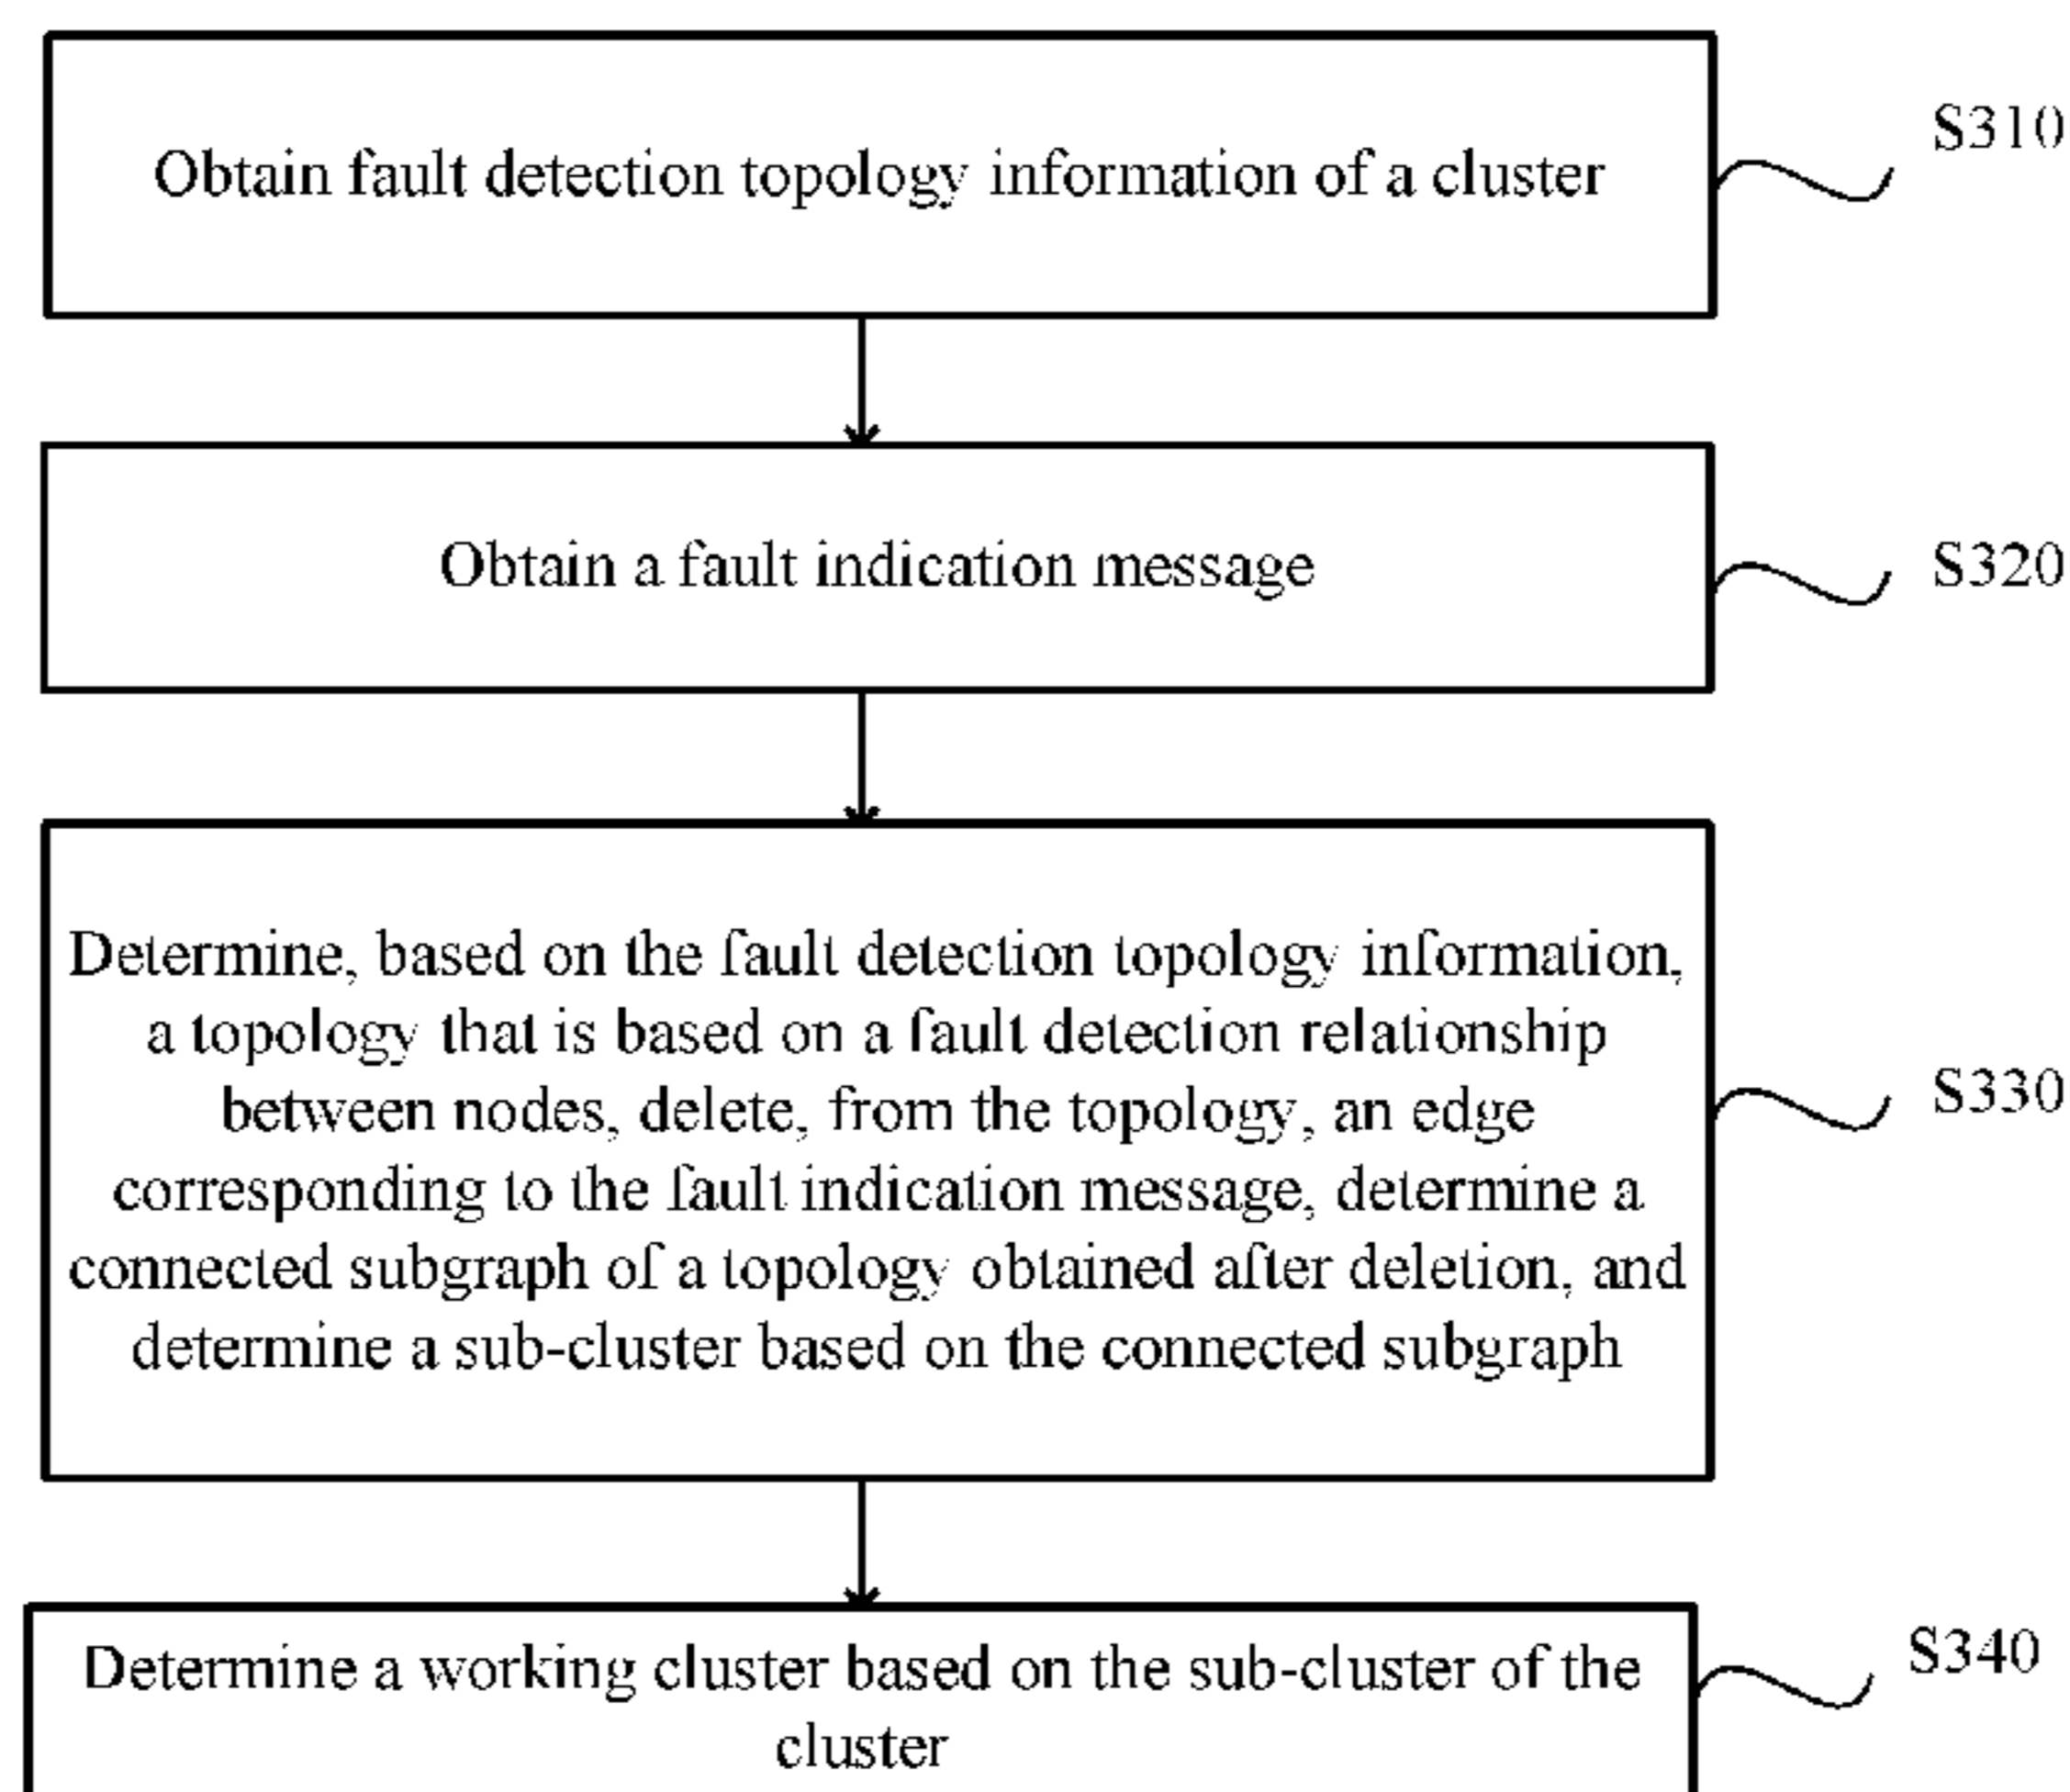 Obtain fault detection topology information of a cluster
S310
Obtain a fault indication message
S320
Determine, based on the fault detection topology information,
a topology that is based on a fault detection relationship
between nodes, delete, from the topology, an edge
corresponding to the fault indication message, determine a
connected subgraph of a topology obtained after deletion, and
determine a sub-cluster based on the connected subgraph
S330
Determine a working cluster based on the sub-cluster of the
cluster
S340